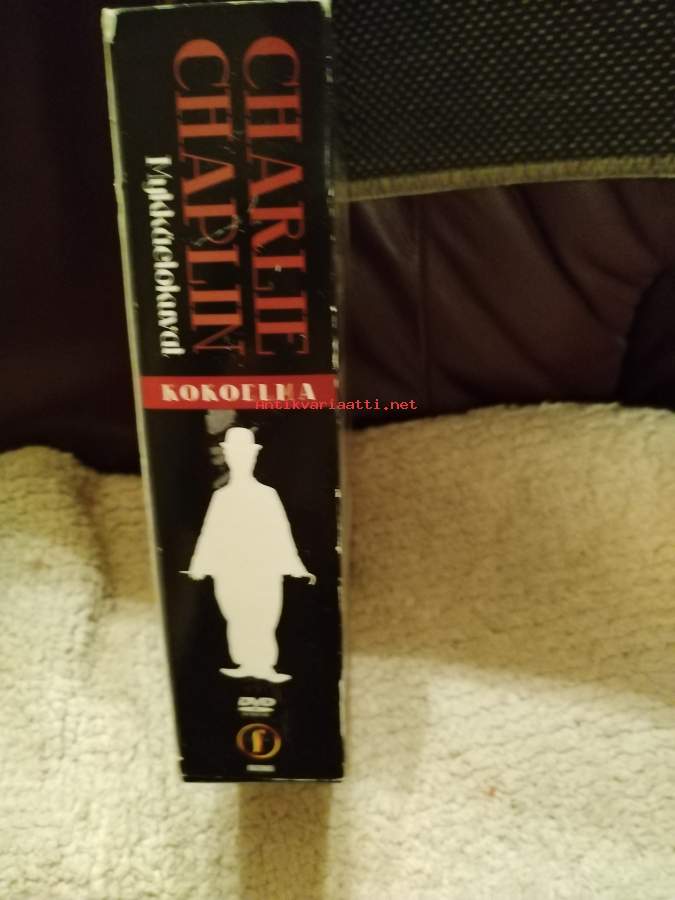 CHARLIE
CHAPLIN
Mykkäelokuvat
KOKOELMA
antikvariaatti.net
DVD